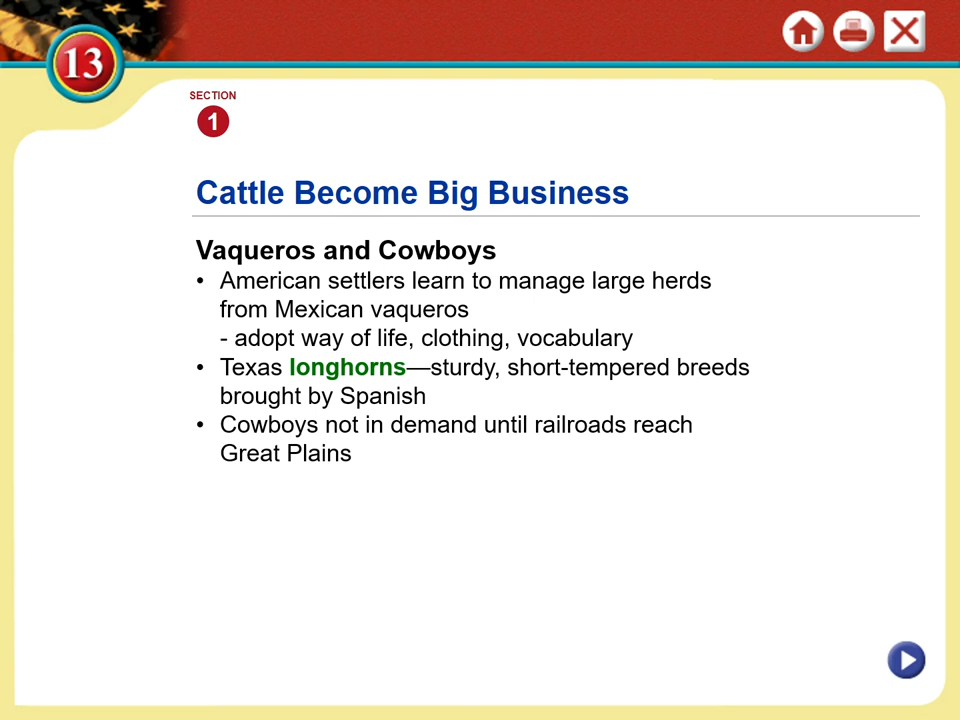 13
SECTION
1
Cattle Become Big Business
Vaqueros and Cowboys
• American settlers learn to manage large herds
from Mexican vaqueros
- adopt way of life, clothing, vocabulary
• Texas longhorns—sturdy, short-tempered breeds
brought by Spanish
• Cowboys not in demand until railroads reach
Great Plains